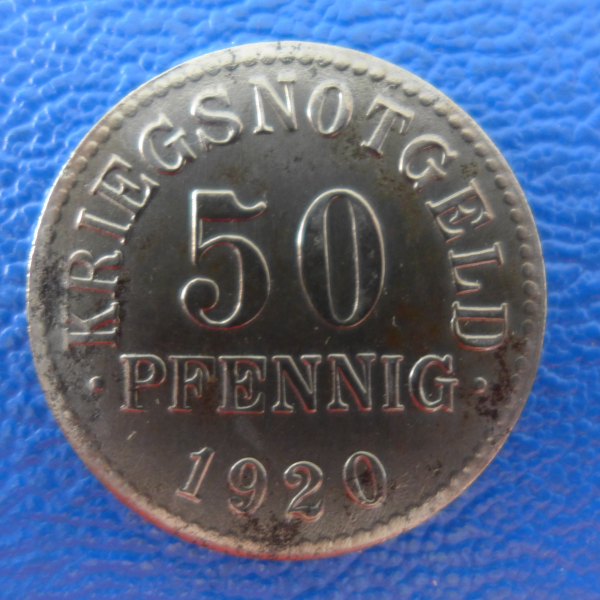 KRIEGSNOTGELD
50
· PFENNIG ·
1920